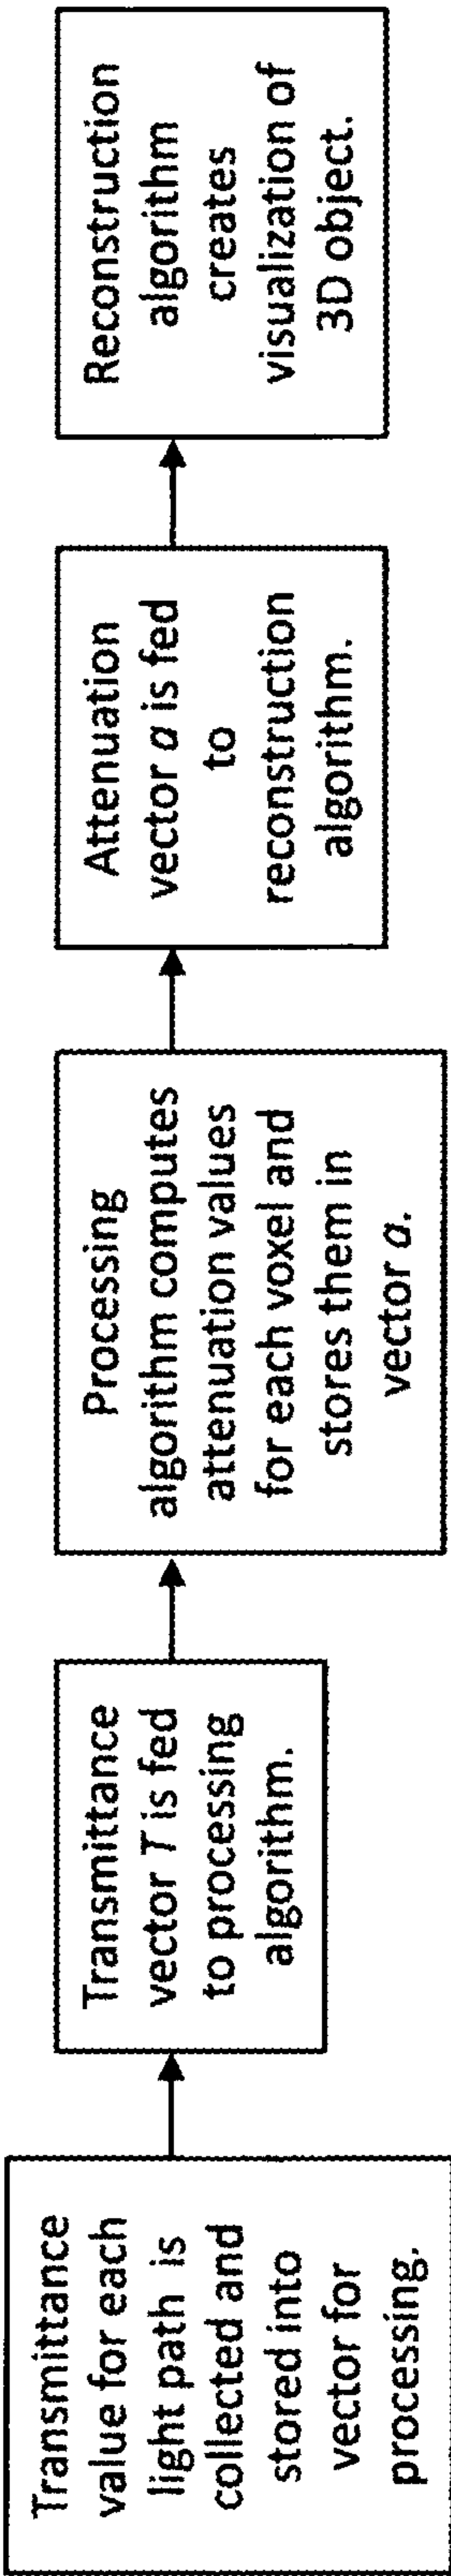 Transmittance
value for each
light path is
collected and
stored into
vector for
processing.
Transmittance
vector T is fed
to processing
algorithm.
Processing
algorithm computes
attenuation values
for each voxel and
stores them in
vector a.
Attenuation
vector a is fed
to
reconstruction
algorithm.
Reconstruction
algorithm
creates
visualization of
3D object.